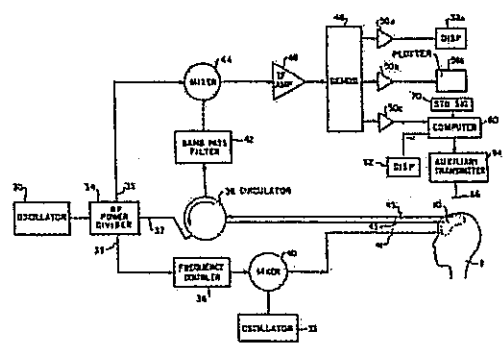 44
MIXER
48
IF
AMP
46
DEMOD
50a
DISP
52a
PLOTTER
50b
52b
70
STD SIG
50c
COMPUTER
60
62
DISP
AUXILIARY
TRANSMITTER
64
66
BAND PASS
FILTER
42
35
30
OSCILLATOR
34
RF
POWER
DIVIDER
37
38 CIRCULATOR
FREQUENCY
36
40
MIXER
OSCILLATOR